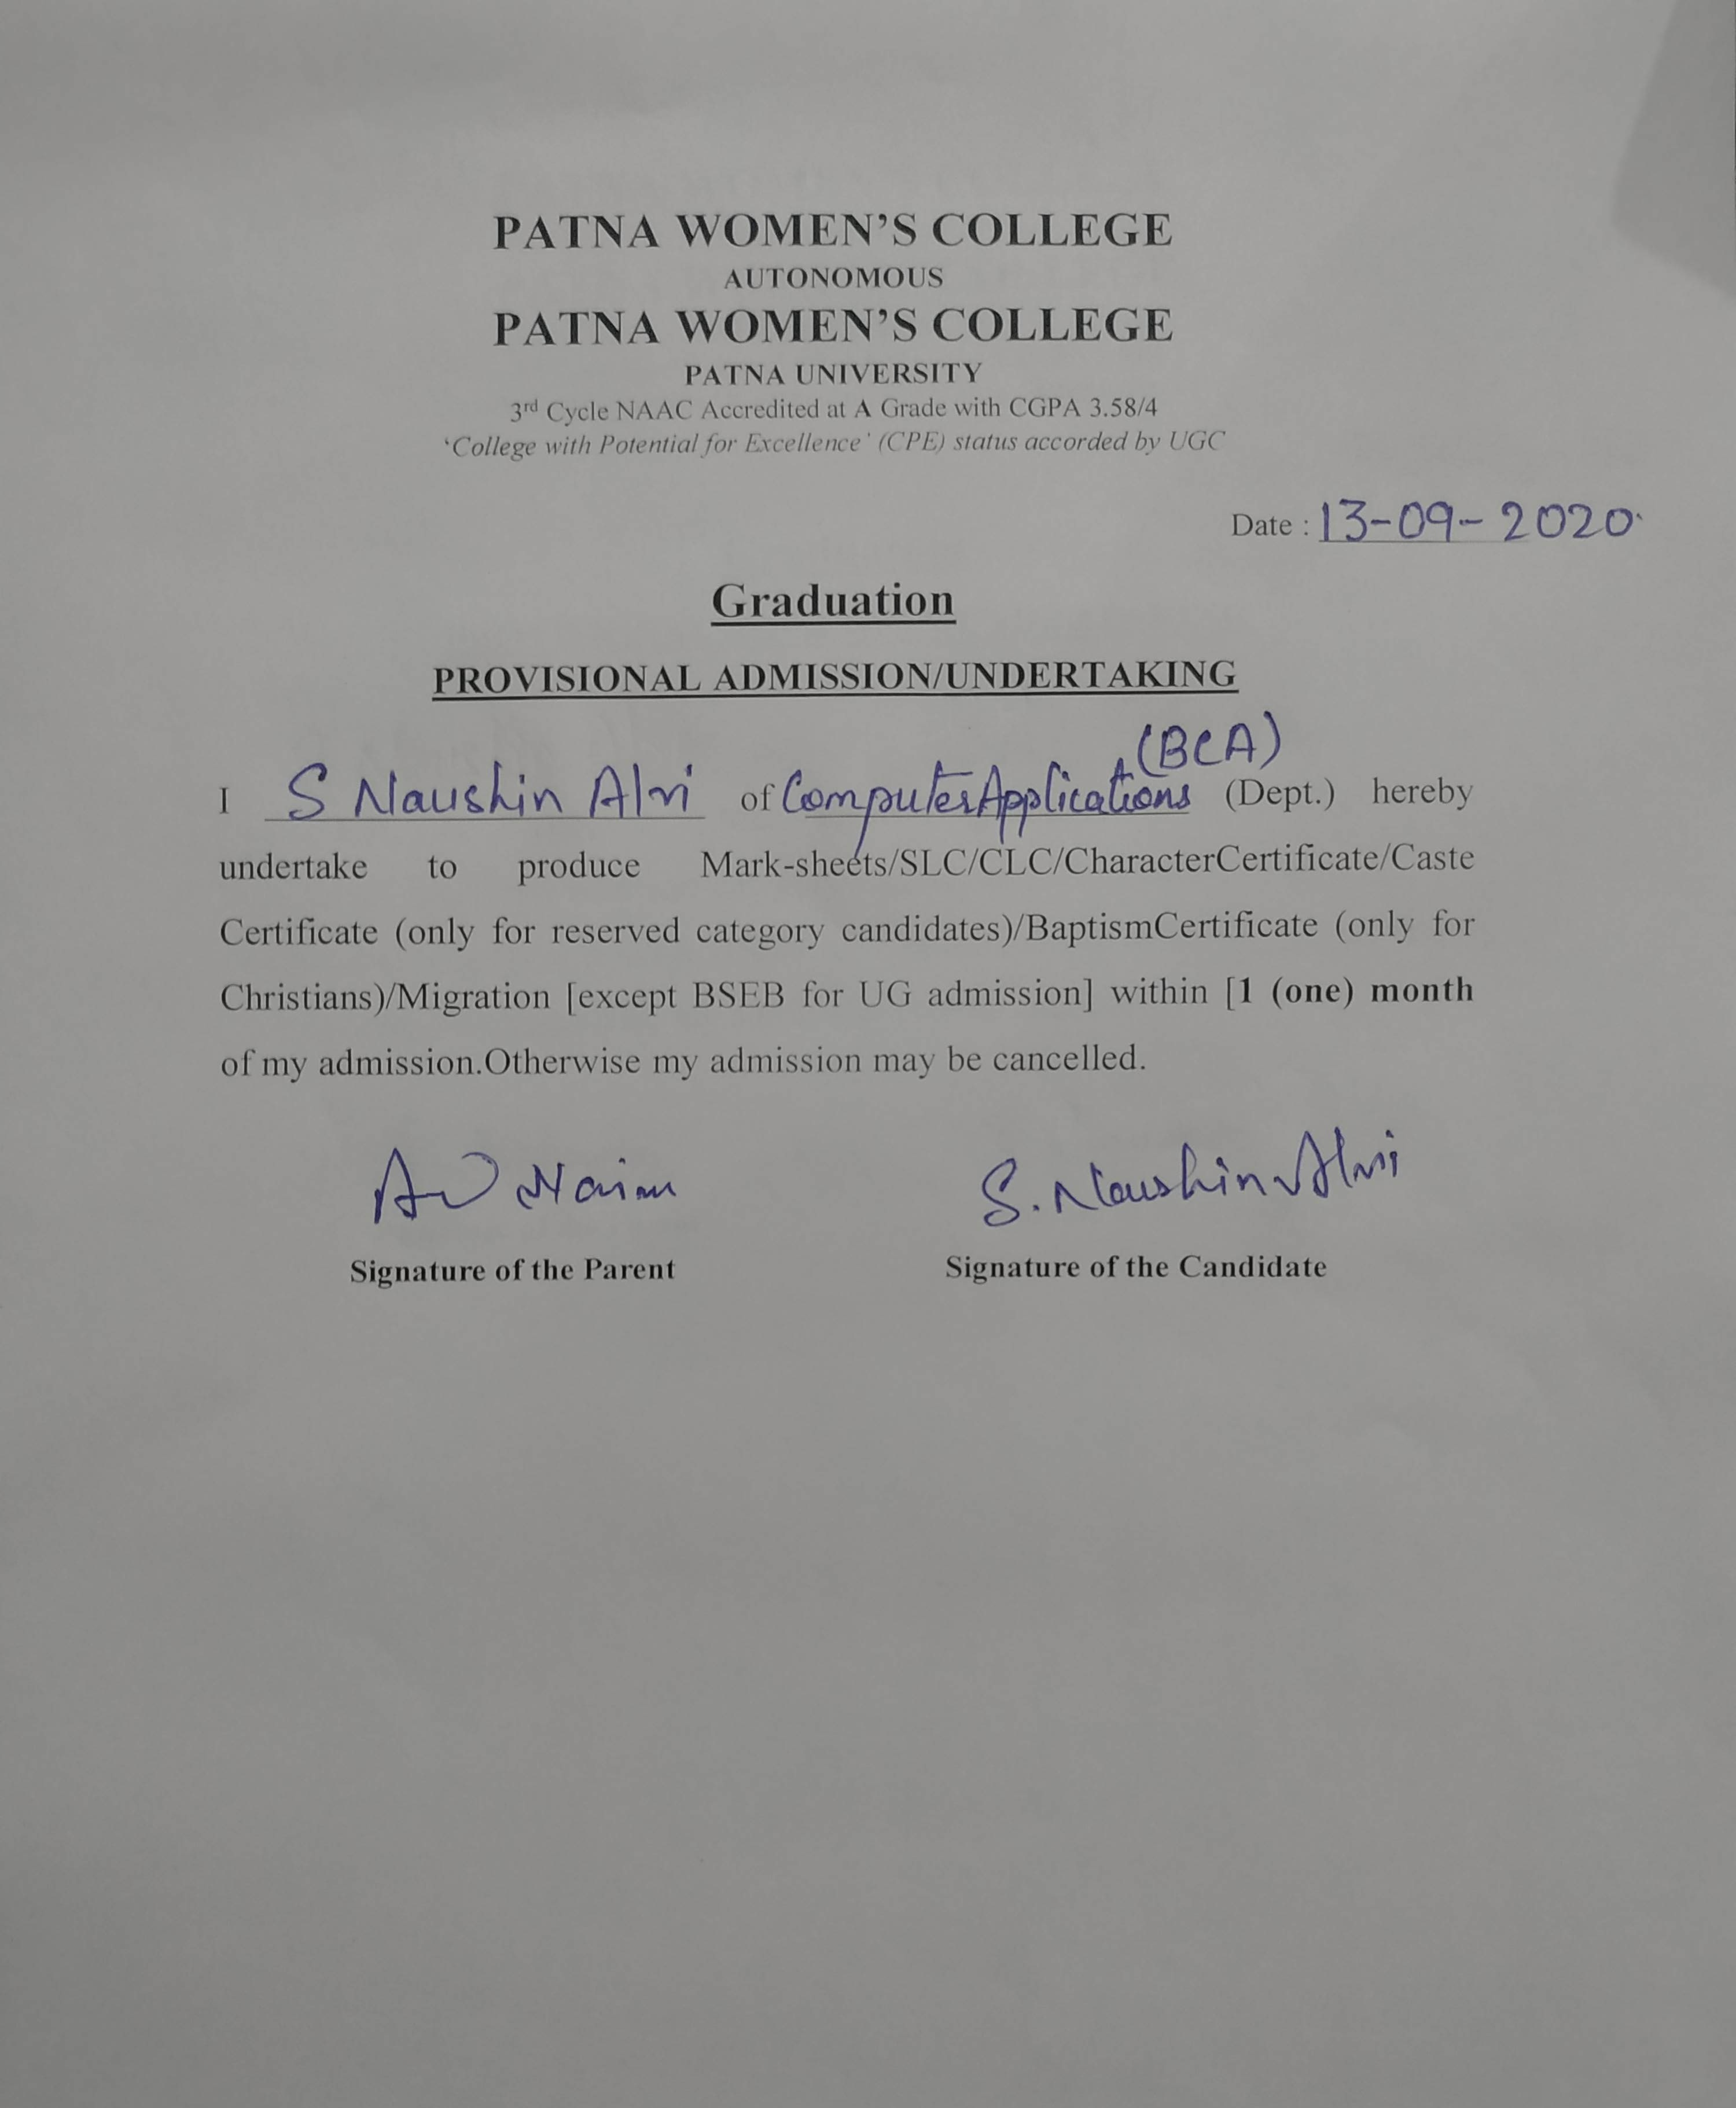 PATNA WOMEN'S COLLEGE
AUTONOMOUS
PATNA WOMEN'S COLLEGE
PATNA UNIVERSITY
3rd Cycle NAAC Accredited at A Grade with CGPA 3.58/4
'College with Potential for Excellence' (CPE) status accorded by UGC
Date : 13-09-2020
Graduation
PROVISIONAL ADMISSION/UNDERTAKING
(BCA)
I S Naushin Alvi of Computer Applications (Dept.) hereby
undertake to produce Mark-sheets/SLC/CLC/CharacterCertificate/Caste
Certificate (only for reserved category candidates)/BaptismCertificate (only for
Christians)/Migration [except BSEB for UG admission] within [1 (one) month
of my admission.Otherwise my admission may be cancelled.
S. Naushin Alvi
Signature of the Parent Signature of the Candidate